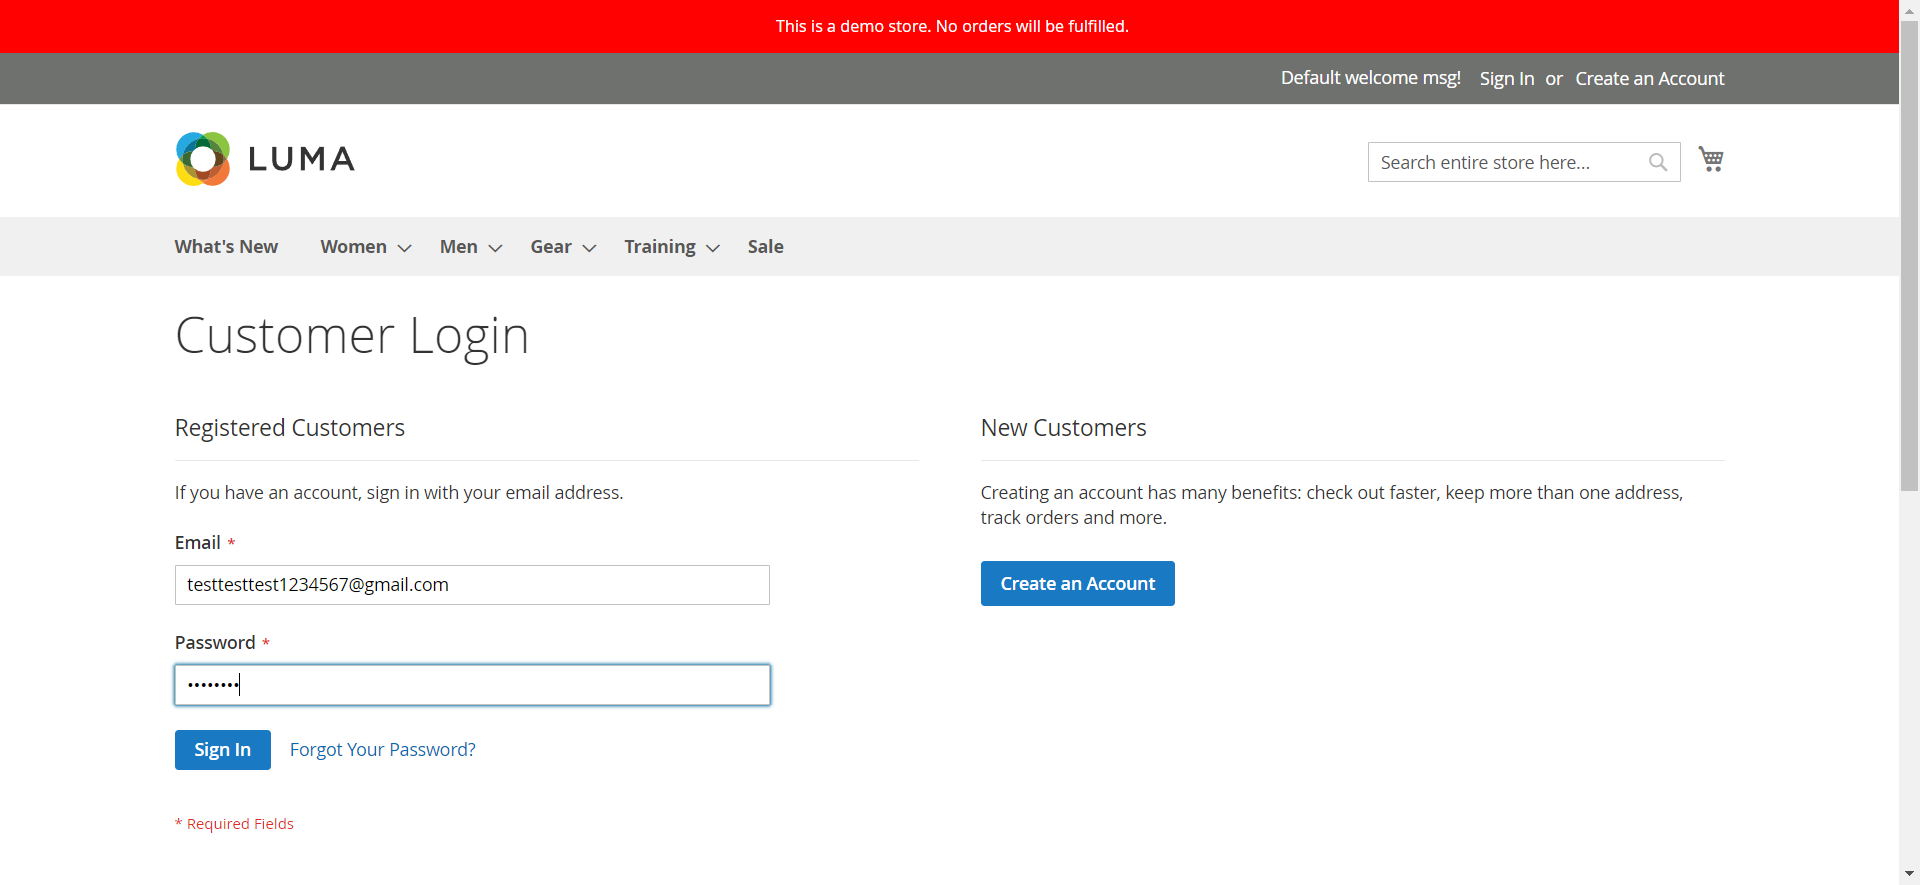 This is a demo store. No orders will be fulfilled.
Default welcome msg! Sign In or Create an Account
LUMA
Search entire store here...
What's New Women Men Gear Training Sale
Customer Login
Registered Customers
If you have an account, sign in with your email address.
Email *
testtesttest1234567@gmail.com
Password *
••••••••
Sign In Forgot Your Password?
* Required Fields
New Customers
Creating an account has many benefits: check out faster, keep more than one address,
track orders and more.
Create an Account